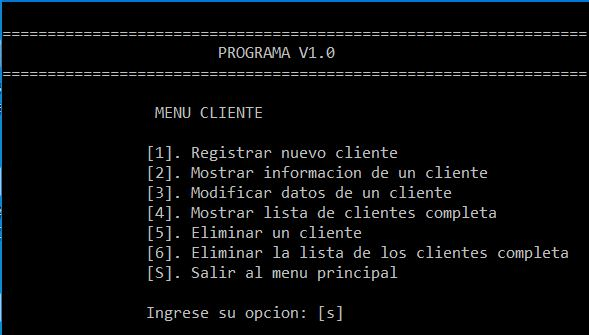 =================================================================
PROGRAMA V1.0
=================================================================
MENU CLIENTE
[1]. Registrar nuevo cliente
[2]. Mostrar informacion de un cliente
[3]. Modificar datos de un cliente
[4]. Mostrar lista de clientes completa
[5]. Eliminar un cliente
[6]. Eliminar la lista de los clientes completa
[S]. Salir al menu principal
Ingrese su opcion: [s]